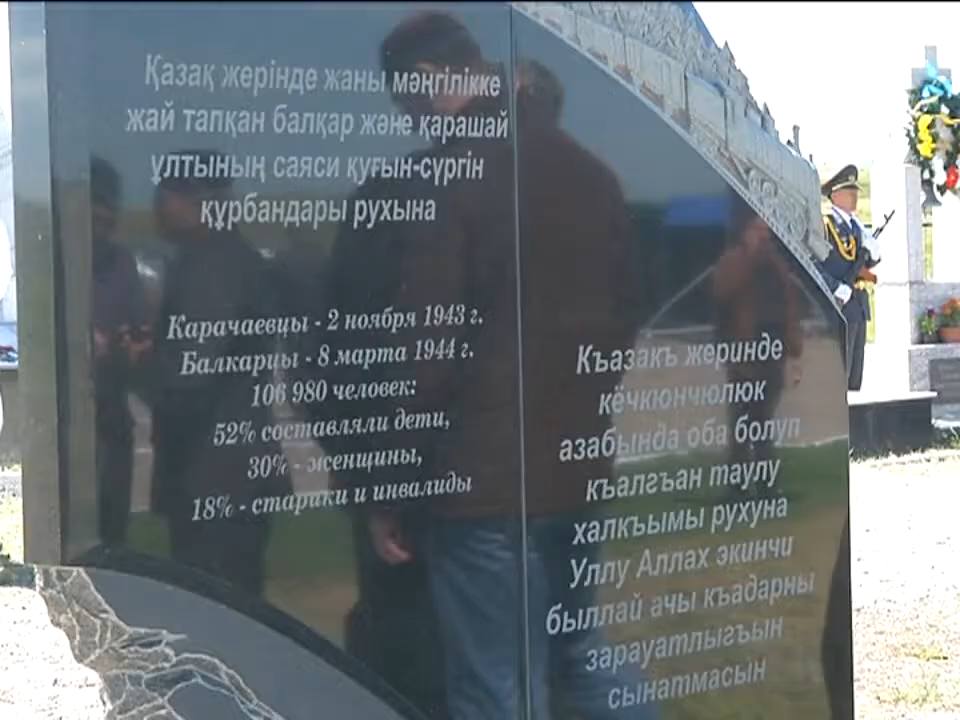 Қазақ жерінде жаны мәңгілікке
жай тапқан балқар және қарашай
ұлтының саяси қуғын-сүргін
құрбандары рухына
Карачаевцы - 2 ноября 1943 г.
Балкарцы - 8 марта 1944 г.
106 980 человек:
52% составляли дети,
30% - женщины,
18% - старики и инвалиды
Къазакъ жеринде
кёчкюнчюлюк
азабында оба болуп
къалгъан таулу
халкъымы рухуна
Уллу Аллах экинчи
быллай ачы къадарны
зарауатлыгъын
сынатмасын